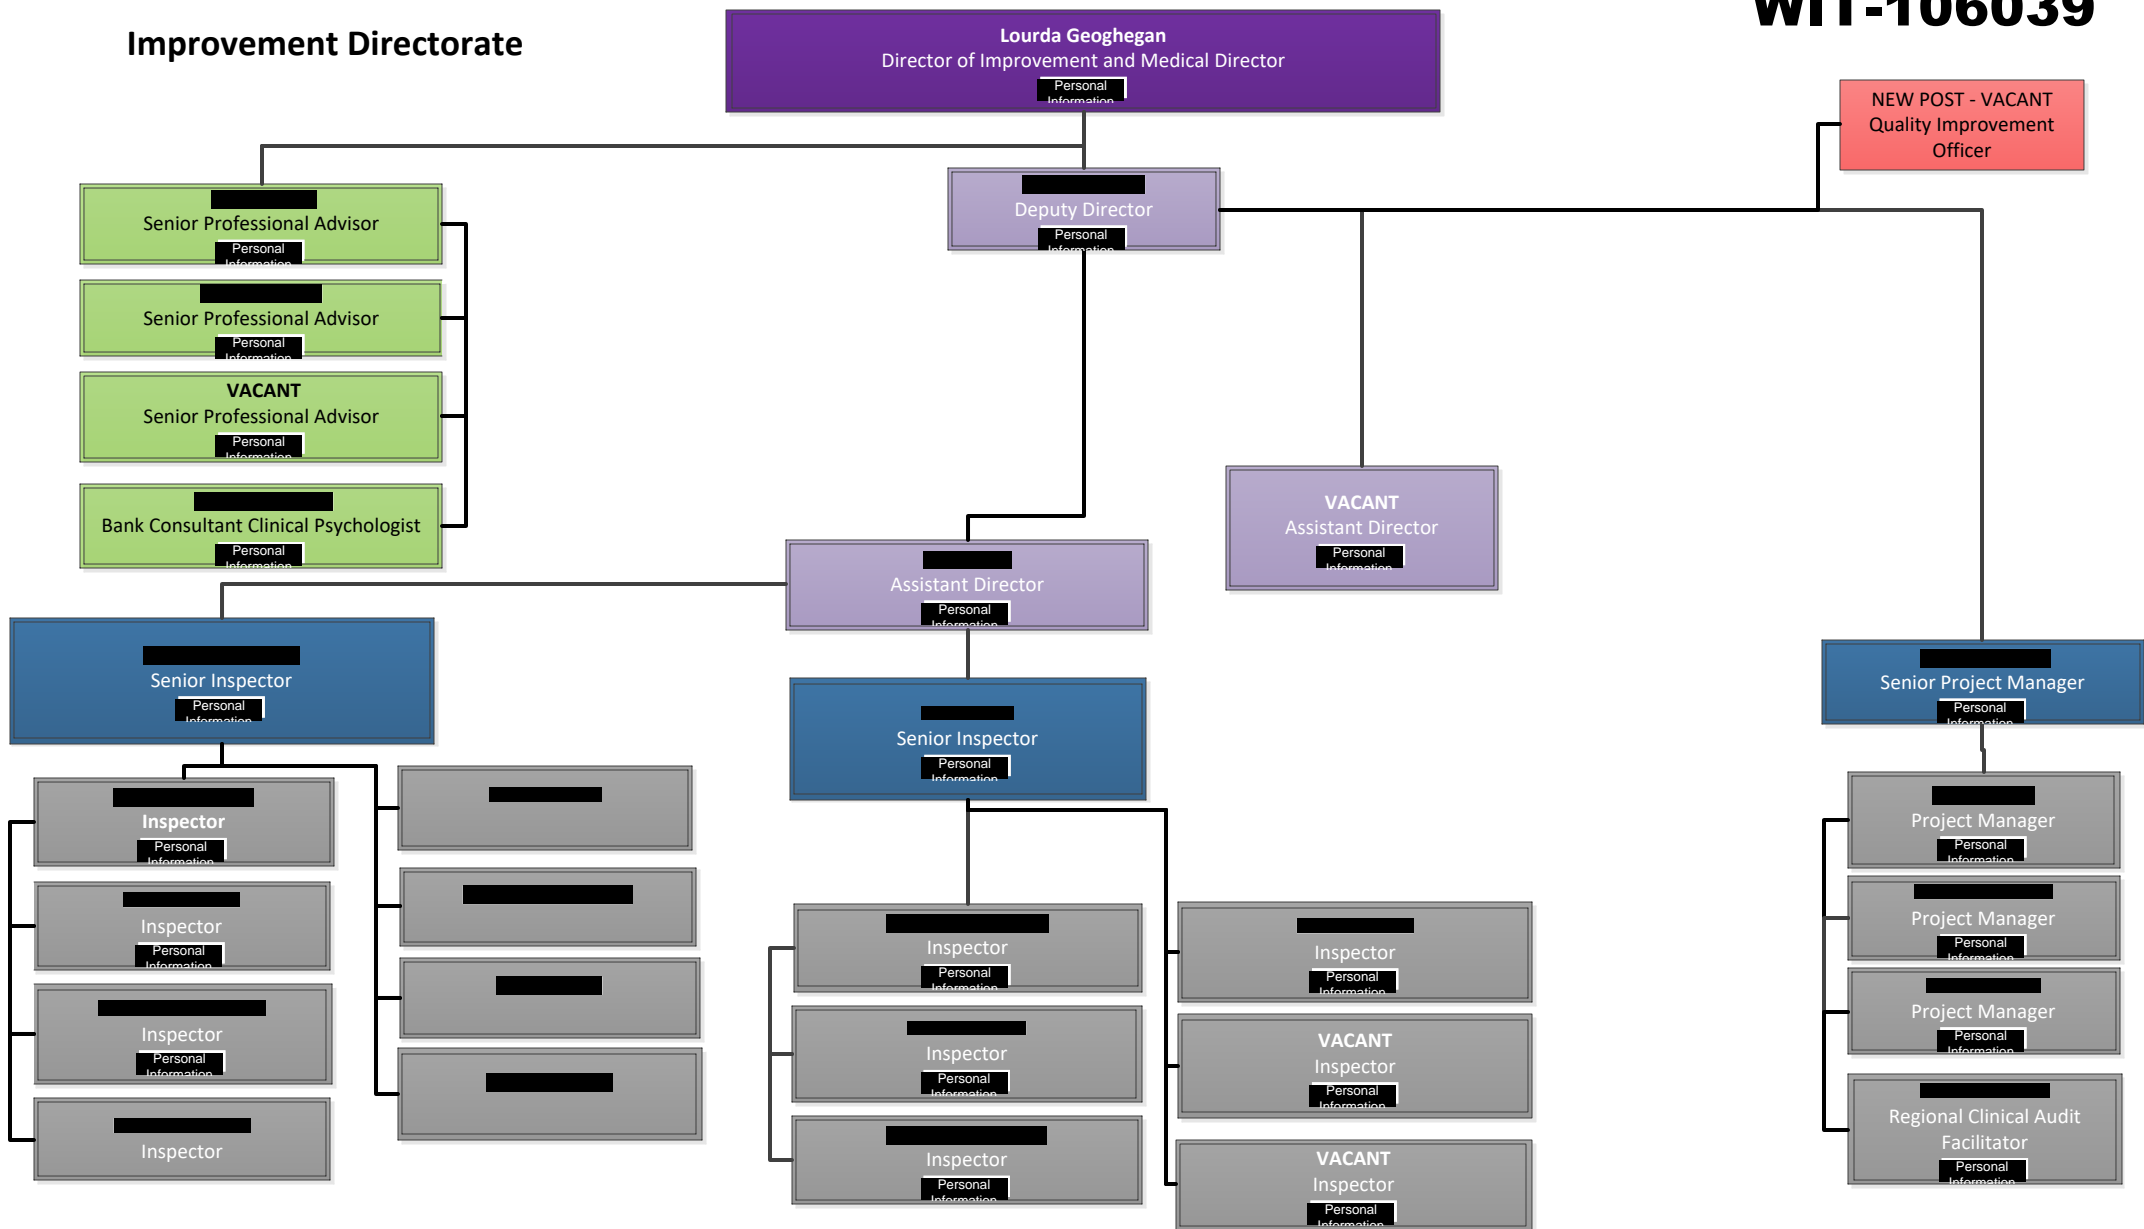 WIT-106039
Improvement Directorate
Lourda Geoghegan
Director of Improvement and Medical Director
Personal
Information
NEW POST - VACANT
Quality Improvement
Officer
Senior Professional Advisor
Personal
Information
Deputy Director
Personal
Information
Senior Professional Advisor
Personal
Information
VACANT
Senior Professional Advisor
Personal
Information
Bank Consultant Clinical Psychologist
Personal
Information
VACANT
Assistant Director
Personal
Information
Assistant Director
Personal
Information
Senior Inspector
Personal
Information
Senior Inspector
Personal
Information
Senior Project Manager
Personal
Information
Inspector
Personal
Information
Inspector
Personal
Information
Inspector
Personal
Information
Inspector
Inspector
Personal
Information
Inspector
Personal
Information
Inspector
Personal
Information
Inspector
Personal
Information
VACANT
Inspector
Personal
Information
VACANT
Inspector
Personal
Information
Project Manager
Personal
Information
Project Manager
Personal
Information
Project Manager
Personal
Information
Regional Clinical Audit
Facilitator
Personal
Information